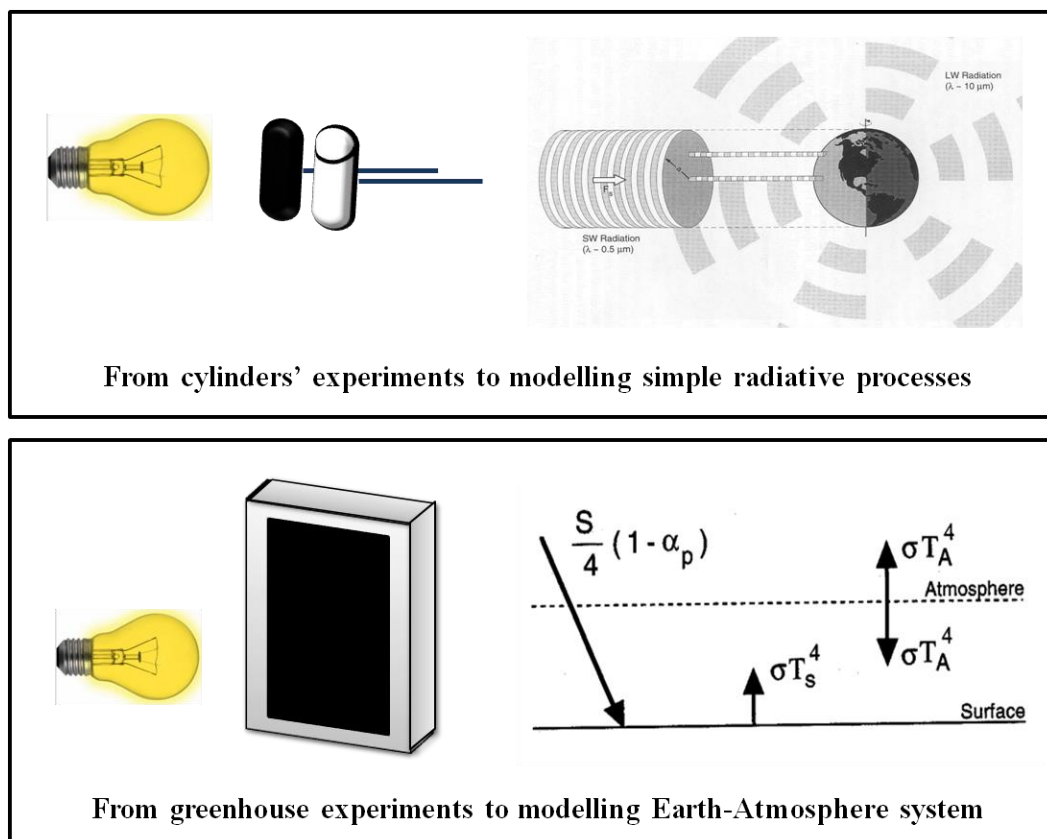 LW Radiation
(λ ~ 10 μm)
SW Radiation
(λ ~ 0.5 μm)
From cylinders' experiments to modelling simple radiative processes
S/4 (1 - αp)
σT_A^4
Atmosphere
σT_A^4
σT_s^4
Surface
From greenhouse experiments to modelling Earth-Atmosphere system